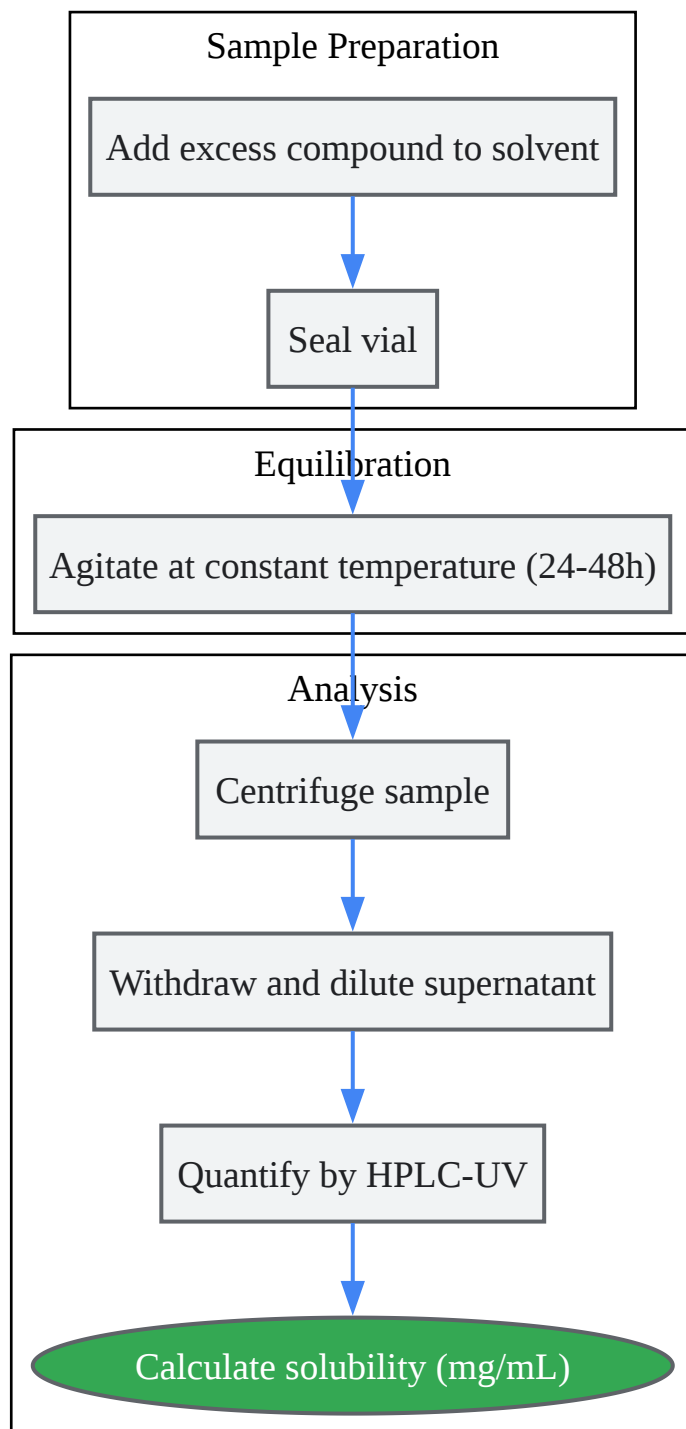 Sample Preparation
Add excess compound to solvent
Seal vial
Equilibration
Agitate at constant temperature (24-48h)
Analysis
Centrifuge sample
Withdraw and dilute supernatant
Quantify by HPLC-UV
Calculate solubility (mg/mL)